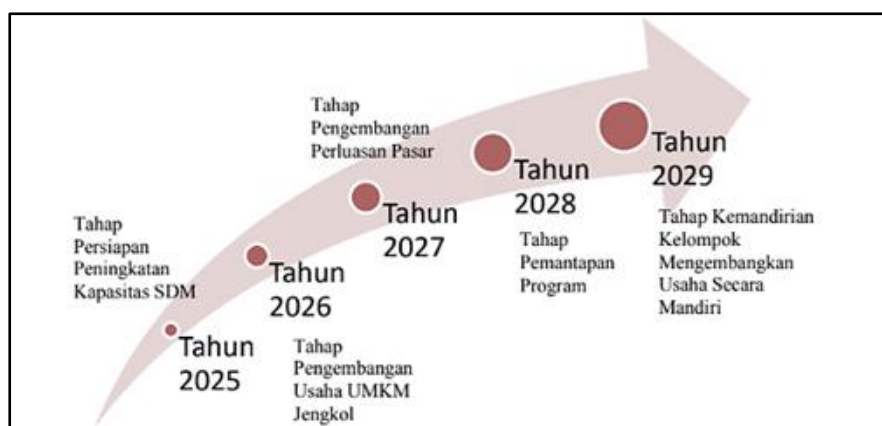 Tahap
Persiapan
Peningkatan
Kapasitas SDM
Tahun
2025
Tahun
2026
Tahap
Pengembangan
Usaha UMKM
Jengkol
Tahap
Pengembangan
Perluasan Pasar
Tahun
2027
Tahun
2028
Tahap
Pemantapan
Program
Tahun
2029
Tahap Kemandirian
Kelompok
Mengembangkan
Usaha Secara
Mandiri